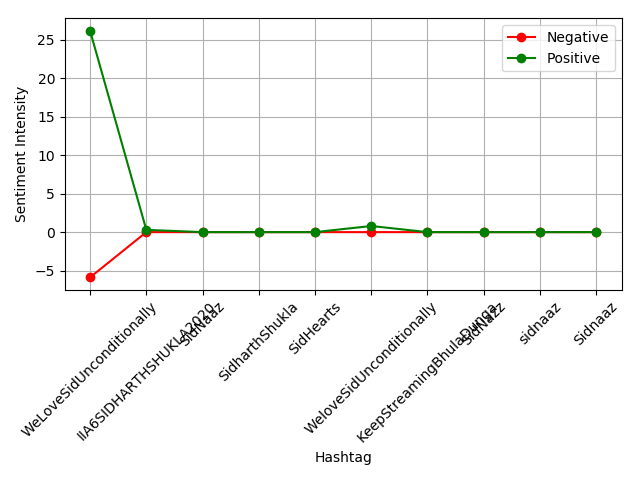 Negative
Positive
25
20
15
10
5
0
−5
Sentiment Intensity
WeLoveSidUnconditionally
IIA6SIDHARTHSHUKLA2020
SidNaaz
SidharthShukla
SidHearts
WeloveSidUnconditionally
KeepStreamingBhulaDunga
SidNazz
sidnaaz
Sidnaaz
Hashtag